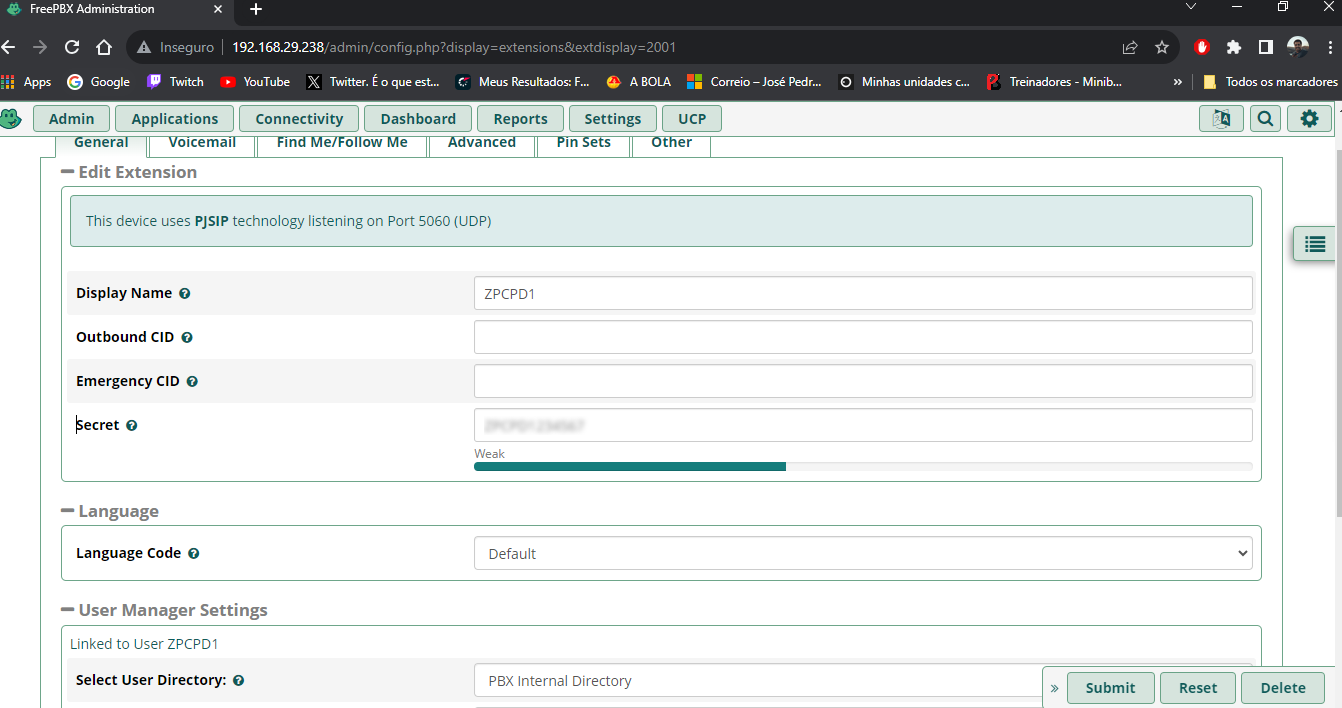 FreePBX Administration
Inseguro 192.168.29.238/admin/config.php?display=extensions&extdisplay=2001
Apps Google Twitch YouTube Twitter. É o que est... Meus Resultados: F... A BOLA Correio – José Pedr... Minhas unidades c... Treinadores - Minib... » Todos os marcadores
Admin Applications Connectivity Dashboard Reports Settings UCP
General Voicemail Find Me/Follow Me Advanced Pin Sets Other
Edit Extension
This device uses PJSIP technology listening on Port 5060 (UDP)
Display Name ZPCPD1
Outbound CID
Emergency CID
Secret
Weak
Language
Language Code Default
User Manager Settings
Linked to User ZPCPD1
Select User Directory: PBX Internal Directory
» Submit Reset Delete